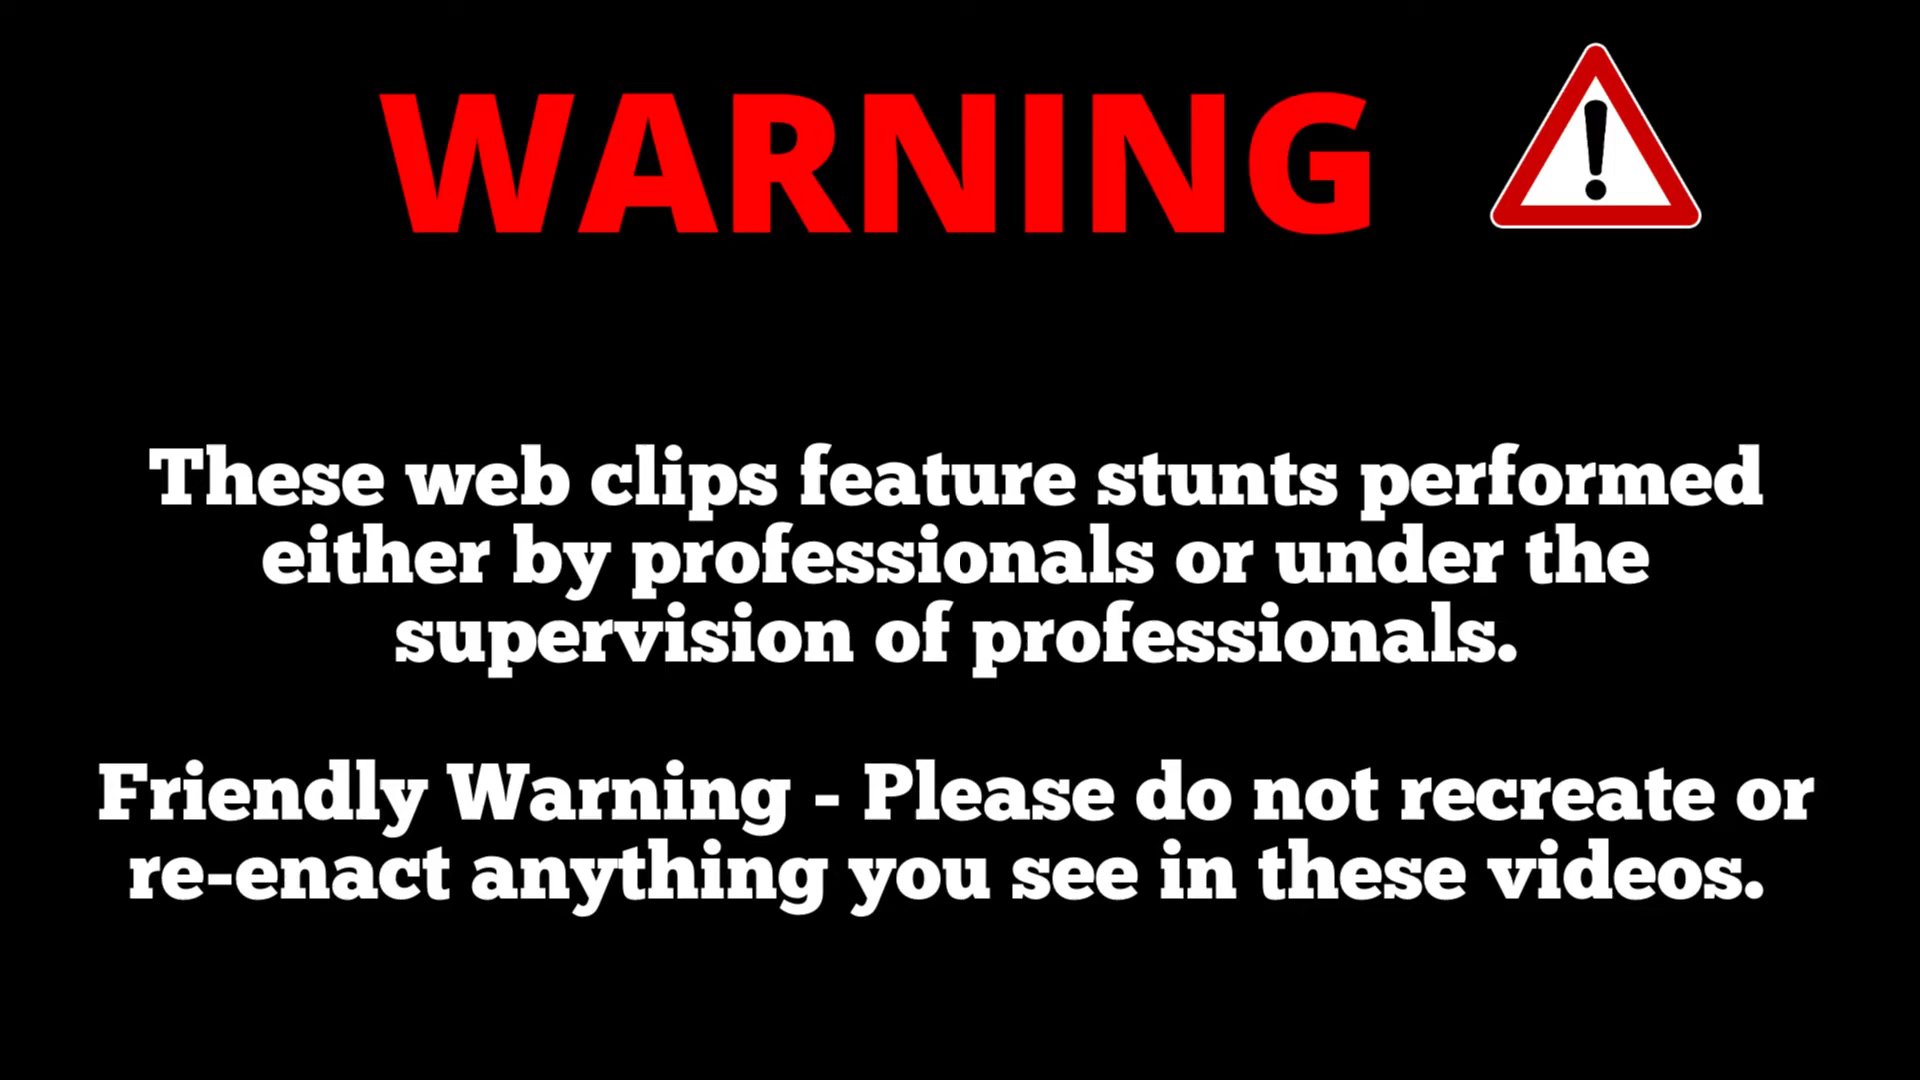 WARNING
These web clips feature stunts performed
either by professionals or under the
supervision of professionals.
Friendly Warning - Please do not recreate or
re-enact anything you see in these videos.